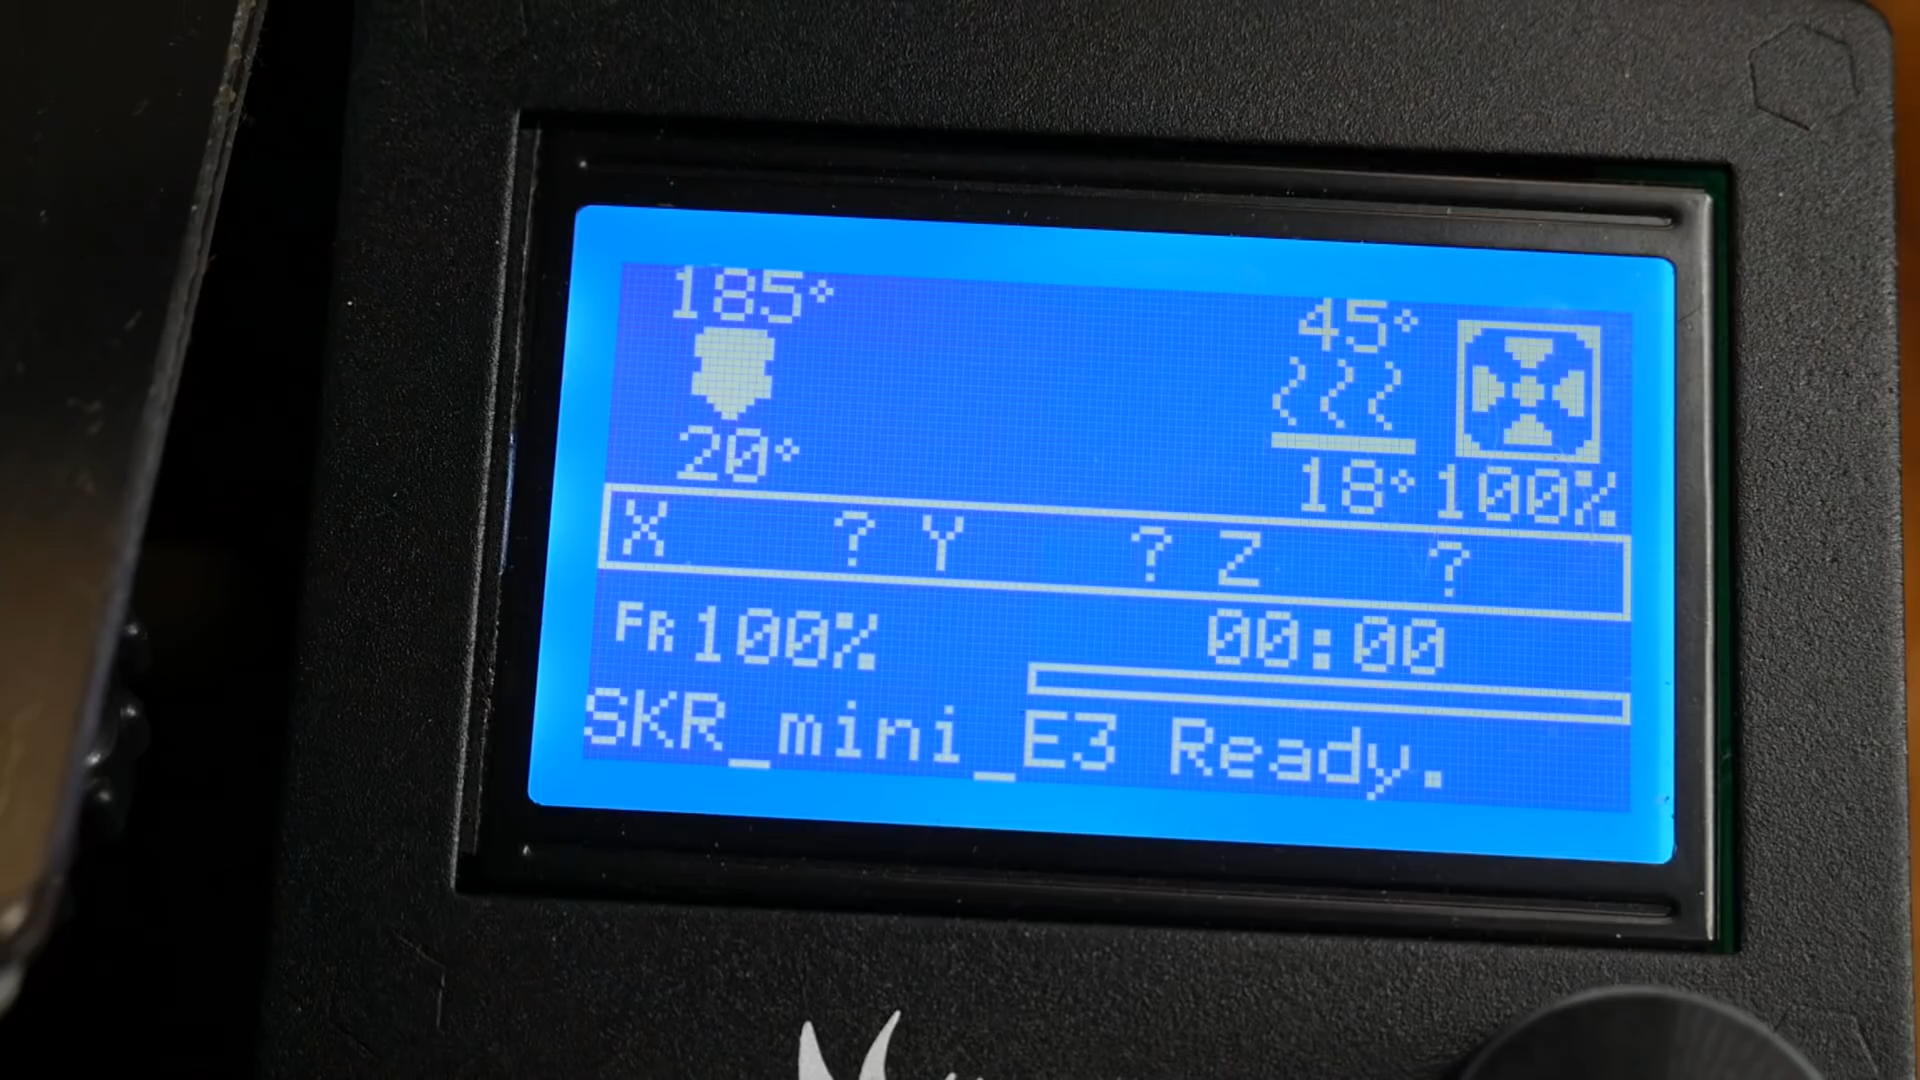 185° 45°
20° 18° 100%
X ? Y ? Z ?
FR 100% 00:00
SKR_mini_E3 Ready.